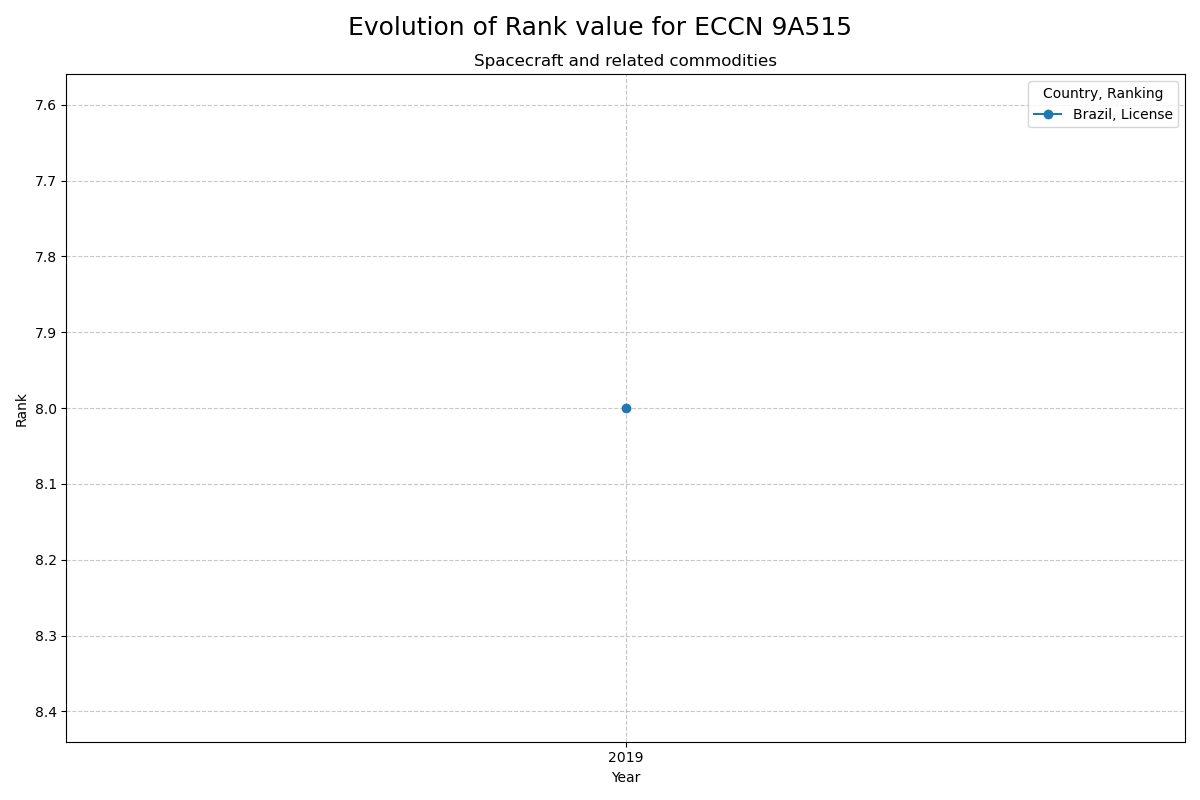 Evolution of Rank value for ECCN 9A515
Spacecraft and related commodities
Country, Ranking
Brazil, License
7.6
7.7
7.8
7.9
8.0
8.1
8.2
8.3
8.4
Rank
2019
Year